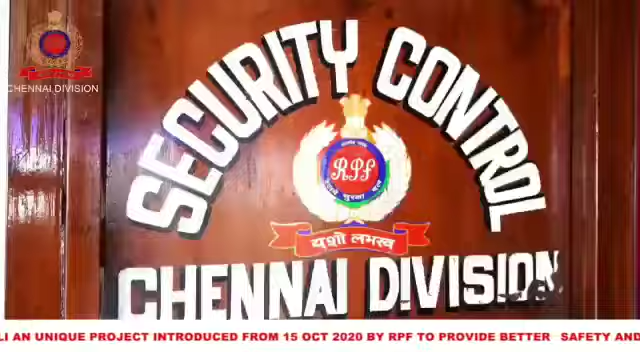 SECURITY CONTROL
RPF
यशो लभस्व
CHENNAI DIVISION
CHENNAI DIVISION
AN UNIQUE PROJECT INTRODUCED FROM 15 OCT 2020 BY RPF TO PROVIDE BETTER SAFETY AND